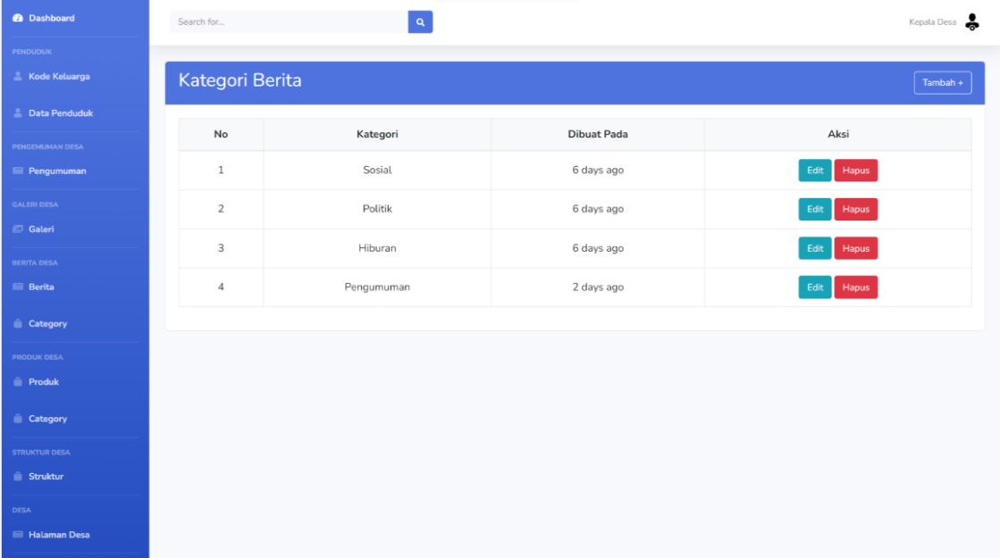 Dashboard
PENDUDUK
Kode Keluarga
Data Penduduk
PENGEMUMAN DESA
Pengumuman
GALERI DESA
Galeri
BERITA DESA
Berita
Category
PRODUK DESA
Produk
Category
STRUKTUR DESA
Struktur
DESA
Halaman Desa
Search for...
Kepala Desa
Kategori Berita
Tambah +
No Kategori Dibuat Pada Aksi
1 Sosial 6 days ago Edit Hapus
2 Politik 6 days ago Edit Hapus
3 Hiburan 6 days ago Edit Hapus
4 Pengumuman 2 days ago Edit Hapus